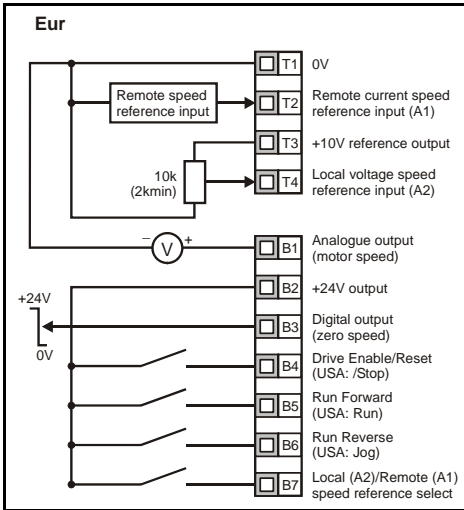 Eur
T1 0V
Remote speed
reference input
T2 Remote current speed
reference input (A1)
T3 +10V reference output
10k
(2kmin)
T4 Local voltage speed
reference input (A2)
− V +
B1 Analogue output
(motor speed)
B2 +24V output
+24V
0V
B3 Digital output
(zero speed)
B4 Drive Enable/Reset
(USA: /Stop)
B5 Run Forward
(USA: Run)
B6 Run Reverse
(USA: Jog)
B7 Local (A2)/Remote (A1)
speed reference select